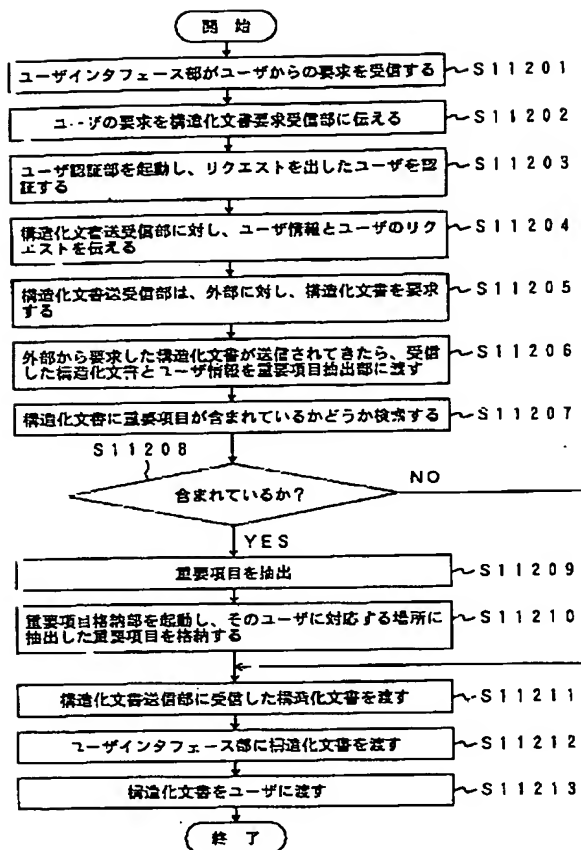 開始
ユーザインタフェース部がユーザからの要求を受信する
S11201
ユーザの要求を構造化文書要求受信部に伝える
S11202
ユーザ認証部を起動し、リクエストを出したユーザを認
証する
S11203
構造化文書送受信部に対し、ユーザ情報とユーザのリク
エストを伝える
S11204
構造化文書送受信部は、外部に対し、構造化文書を要求
する
S11205
外部から要求した構造化文書が送信されてきたら、受信
した構造化文書とユーザ情報を重要項目抽出部に渡す
S11206
構造化文書に重要項目が含まれているかどうか検索する
S11207
S11208
含まれているか?
NO
YES
重要項目を抽出
S11209
重要項目格納部を起動し、そのユーザに対応する場所に
抽出した重要項目を格納する
S11210
構造化文書送信部に受信した構造化文書を渡す
S11211
ユーザインタフェース部に構造化文書を渡す
S11212
構造化文書をユーザに渡す
S11213
終了